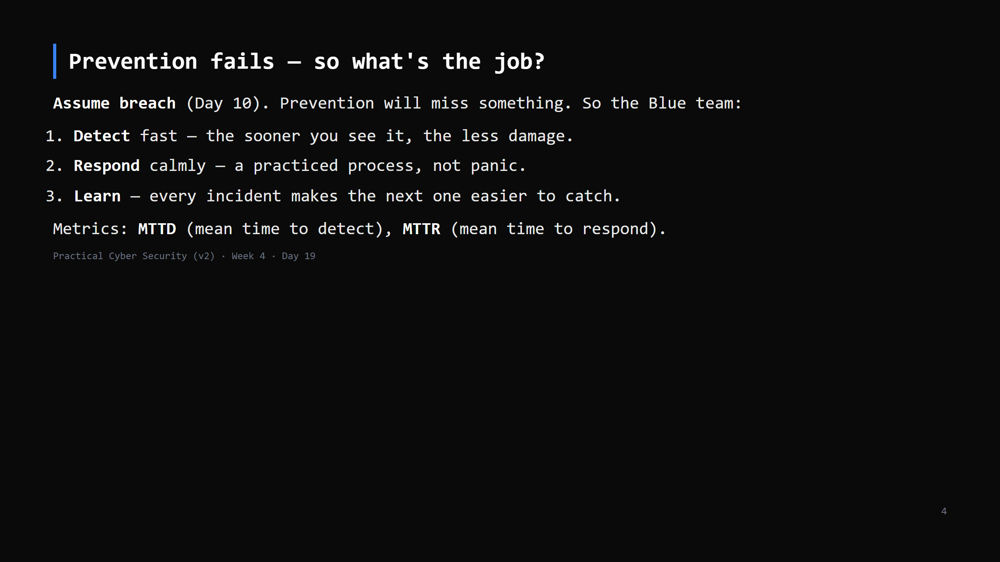 Prevention fails — so what's the job?
Assume breach (Day 10). Prevention will miss something. So the Blue team:
1. Detect fast — the sooner you see it, the less damage.
2. Respond calmly — a practiced process, not panic.
3. Learn — every incident makes the next one easier to catch.
Metrics: MTTD (mean time to detect), MTTR (mean time to respond).
Practical Cyber Security (v2) · Week 4 · Day 19
4